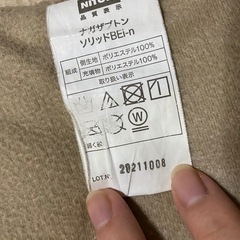 品質表示
ナガザブトン
ソリッドBEi-n
組成
側生地
ポリエステル100%
充填物
ポリエステル100%
取り扱い表示
W
LOT.No
20211008